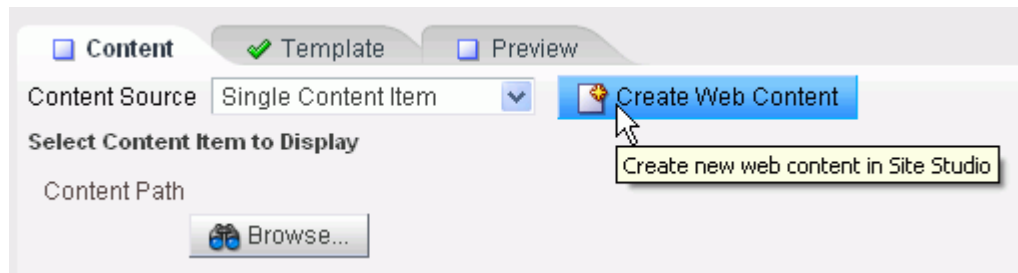 Content Template Preview
Content Source Single Content Item Create Web Content
Select Content Item to Display
Create new web content in Site Studio
Content Path
Browse...